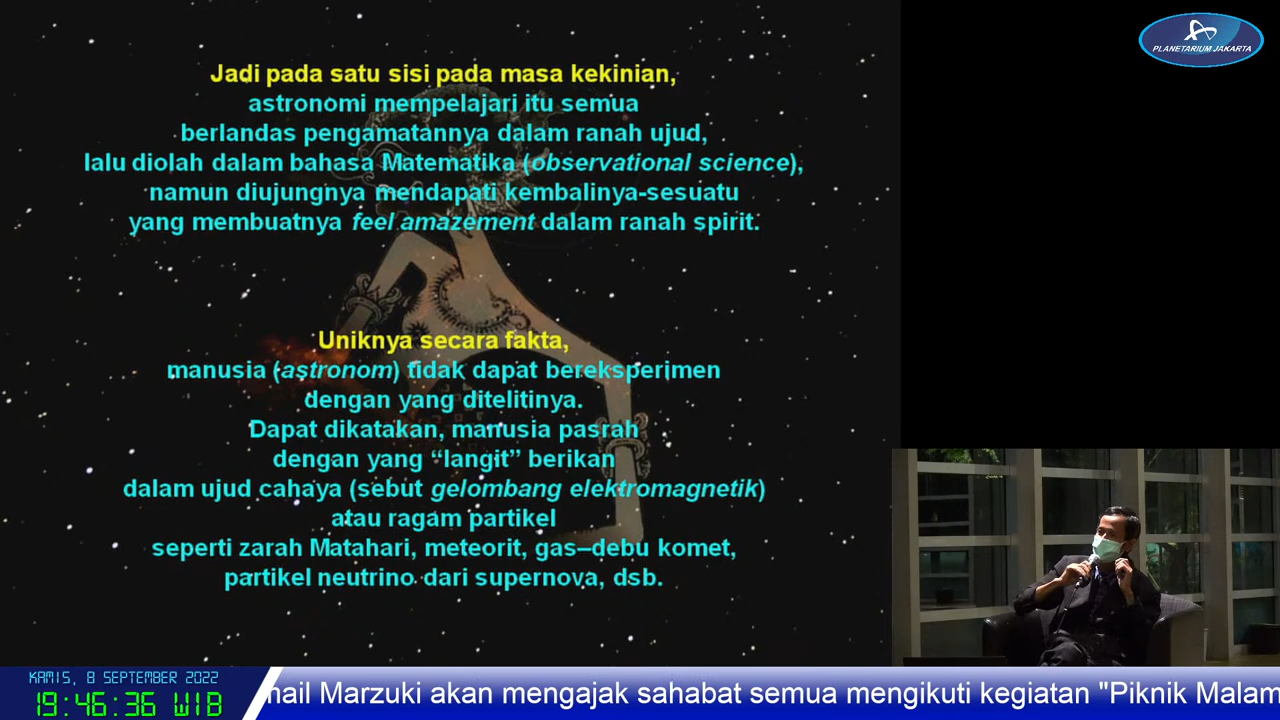 Jadi pada satu sisi pada masa kekinian,
astronomi mempelajari itu semua
berlandas pengamatannya dalam ranah ujud,
lalu diolah dalam bahasa Matematika (observational science),
namun diujungnya mendapati kembalinya-sesuatu
yang membuatnya feel amazement dalam ranah spirit.
Uniknya secara fakta,
manusia (astronom) tidak dapat bereksperimen
dengan yang ditelitinya.
Dapat dikatakan, manusia pasrah
dengan yang “langit” berikan
dalam ujud cahaya (sebut gelombang elektromagnetik)
atau ragam partikel
seperti zarah Matahari, meteorit, gas–debu komet,
partikel neutrino dari supernova, dsb.
PLANETARIUM JAKARTA
KAMIS, 8 SEPTEMBER 2022
19:46:36 WIB
mail Marzuki akan mengajak sahabat semua mengikuti kegiatan "Piknik Malam